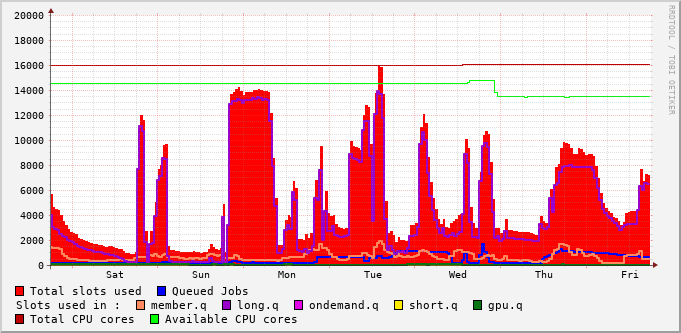 20000
18000
16000
14000
12000
10000
8000
6000
4000
2000
0
Sat Sun Mon Tue Wed Thu Fri
RRDTOOL / TOBI OETIKER
Total slots used Queued Jobs
Slots used in : member.q long.q ondemand.q short.q gpu.q
Total CPU cores Available CPU cores